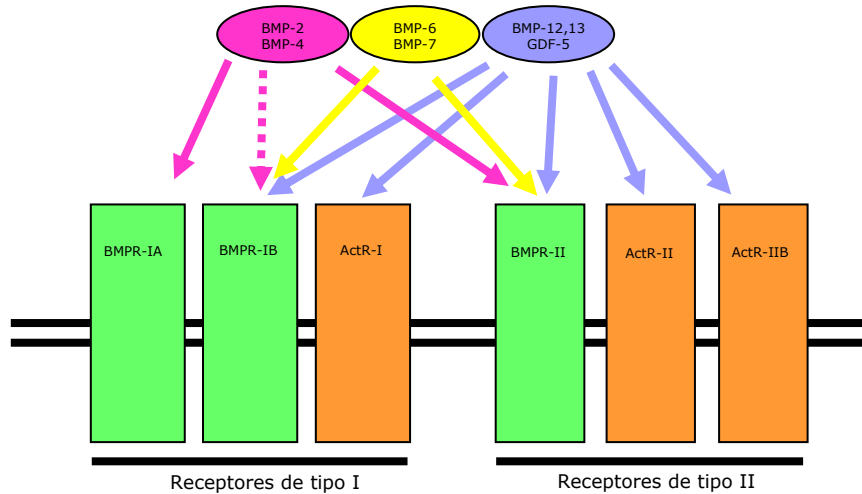 BMP-2
BMP-4
BMP-6
BMP-7
BMP-12,13
GDF-5
BMPR-IA
BMPR-IB
ActR-I
BMPR-II
ActR-II
ActR-IIB
Receptores de tipo I
Receptores de tipo II